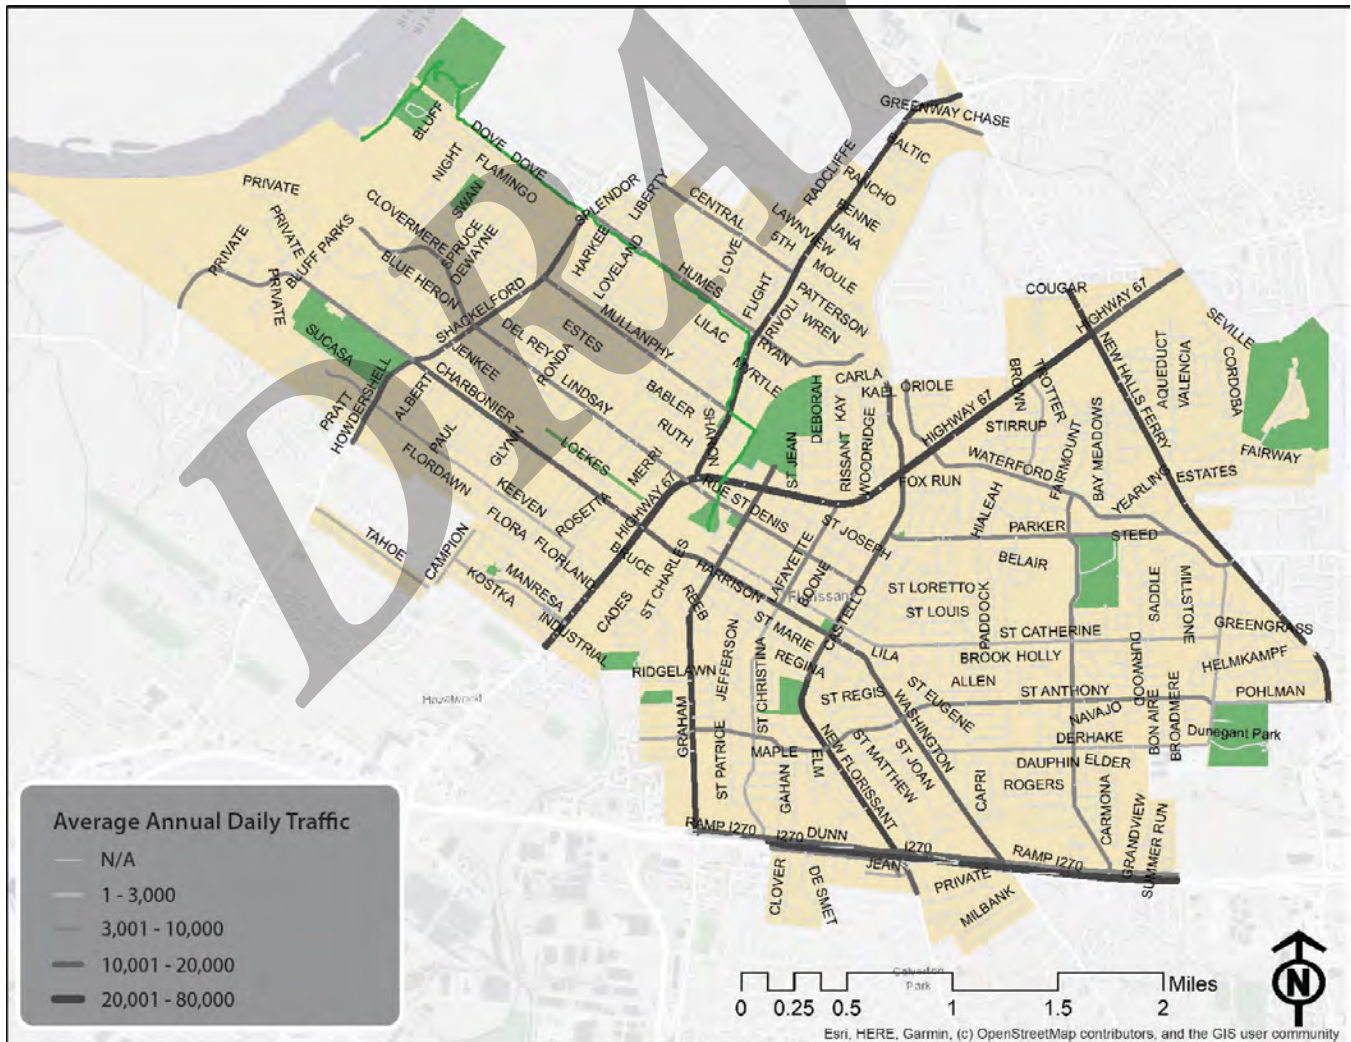 DRAFT
GREENWAY CHASE
BALTIC
BLUFF
DOVE
DOVE
RADCLIFFE
NIGHT
FLAMINGO
RANCHO
PRIVATE
SWAN
SPLENDOR
LIBERTY
CENTRAL
LAWNVIEW
BENNE
PRIVATE
CLOVERMERE
SPRUCE
DEWAYNE
HARKEE
LOVELAND
LOVE
5TH
JANA
PRIVATE
BLUFF PARKS
BLUE HERON
HUMES
MOULE
PRIVATE
COUGAR
HIGHWAY 67
SHACKELFORD
MULLANPHY
FLIGHT
PATTERSON
SEVILLE
SUCASA
DEL REY
ESTES
LILAC
RIVOLI
WREN
RYAN
NEW HALLS FERRY
AQUEDUCT
VALENCIA
JENKEE
RONDA
MYRTLE
CARLA
BROWN
TROTTER
CORDOBA
HOWDERSHELL
ALBERT
CHARBONIER
LINDSAY
BABLER
DEBORAH
KAEL
ORIOLE
PRATT
PAUL
GLYNN
RUTH
SHARON
KAY
HIGHWAY 67
STIRRUP
FLORDAWN
LOEKES
MERRI
ST JEAN
RISSANT
WOODRIDGE
WATERFORD
FAIRMOUNT
BAY MEADOWS
FAIRWAY
KEEVEN
ROSETTA
HIGHWAY 67
RUE ST DENIS
FOX RUN
YEARLING
ESTATES
TAHOE
CAMPION
FLORA
FLORLAND
BRUCE
ST JOSEPH
HIALEAH
PARKER
STEED
KOSTKA
MANRESA
ST CHARLES
HARRISON
LAFAYETTE
BOONE
Florissant
BELAIR
CADES
REEB
CASTELLO
ST LORETTO
ST LOUIS
PADDOCK
SADDLE
MILLSTONE
INDUSTRIAL
ST MARIE
ST CATHERINE
GREENGRASS
JEFFERSON
ST CHRISTINA
REGINA
LILA
BROOK HOLLY
DURWOOD
HELMKAMPF
RIDGELAWN
ALLEN
Hazelwood
ST REGIS
ST EUGENE
ST ANTHONY
POHLMAN
GRAHAM
WASHINGTON
NAVAJO
BON AIRE
BROADMERE
Dunegant Park
ST PATRICE
MAPLE
ELM
NEW FLORISSANT
ST MATTHEW
ST JOAN
DERHAKE
DAUPHIN
ELDER
GAHAN
CAPRI
ROGERS
CARMONA
GRANDVIEW
SUMMER RUN
RAMP I270
I270
DUNN
I270
RAMP I270
JEAN
CLOVER
DE SMET
PRIVATE
MILBANK
Calverton
Park
Average Annual Daily Traffic
N/A
1 - 3,000
3,001 - 10,000
10,001 - 20,000
20,001 - 80,000
Miles
0 0.25 0.5 1 1.5 2
N
Esri, HERE, Garmin, (c) OpenStreetMap contributors, and the GIS user community